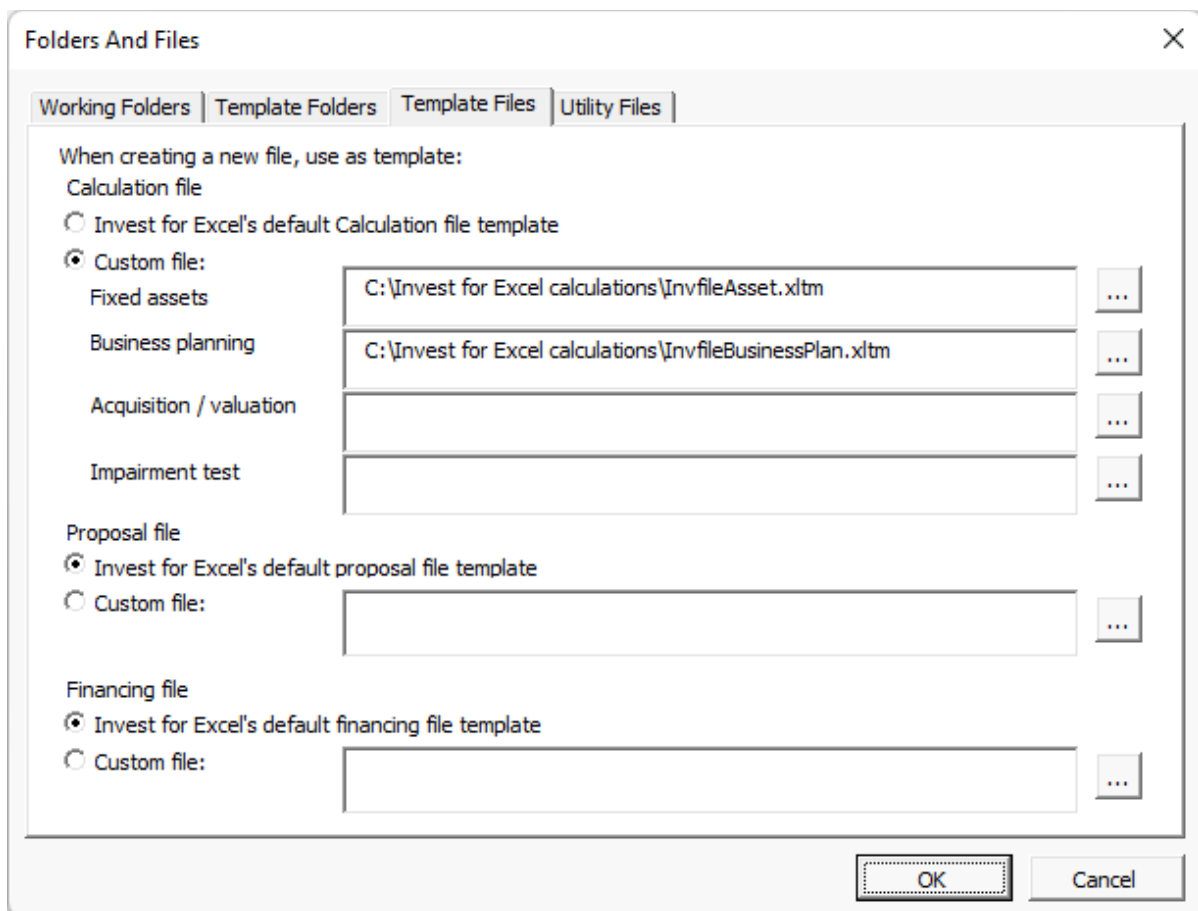 Folders And Files
Working Folders
Template Folders
Template Files
Utility Files
When creating a new file, use as template:
Calculation file
Invest for Excel's default Calculation file template
Custom file:
Fixed assets
C:\Invest for Excel calculations\InvfileAsset.xltm
...
Business planning
C:\Invest for Excel calculations\InvfileBusinessPlan.xltm
...
Acquisition / valuation
...
Impairment test
...
Proposal file
Invest for Excel's default proposal file template
Custom file:
...
Financing file
Invest for Excel's default financing file template
Custom file:
...
OK
Cancel